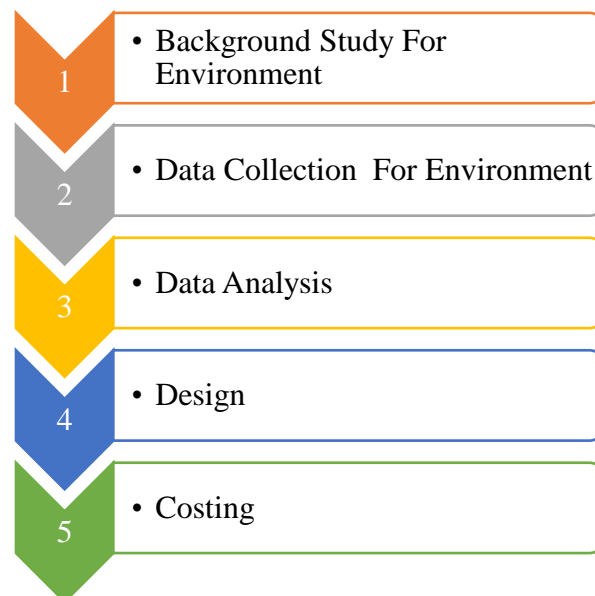 1
• Background Study For
Environment
2
• Data Collection  For Environment
3
• Data Analysis
4
• Design
5
• Costing